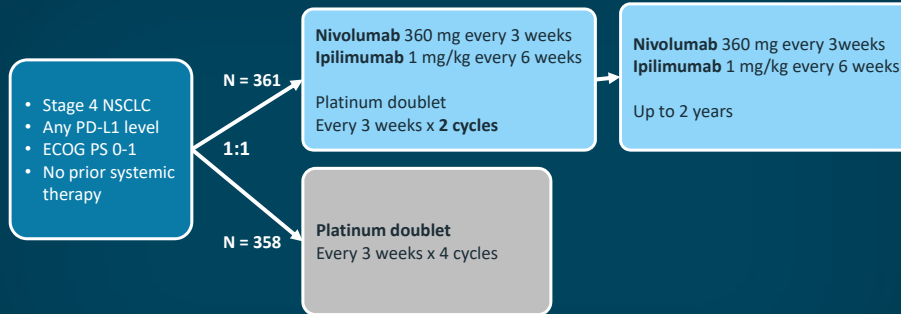 • Stage 4 NSCLC
• Any PD-L1 level
• ECOG PS 0-1
• No prior systemic
therapy
N = 361
1:1
N = 358
Nivolumab 360 mg every 3 weeks
Ipilimumab 1 mg/kg every 6 weeks
Platinum doublet
Every 3 weeks x 2 cycles
Nivolumab 360 mg every 3weeks
Ipilimumab 1 mg/kg every 6 weeks
Up to 2 years
Platinum doublet
Every 3 weeks x 4 cycles